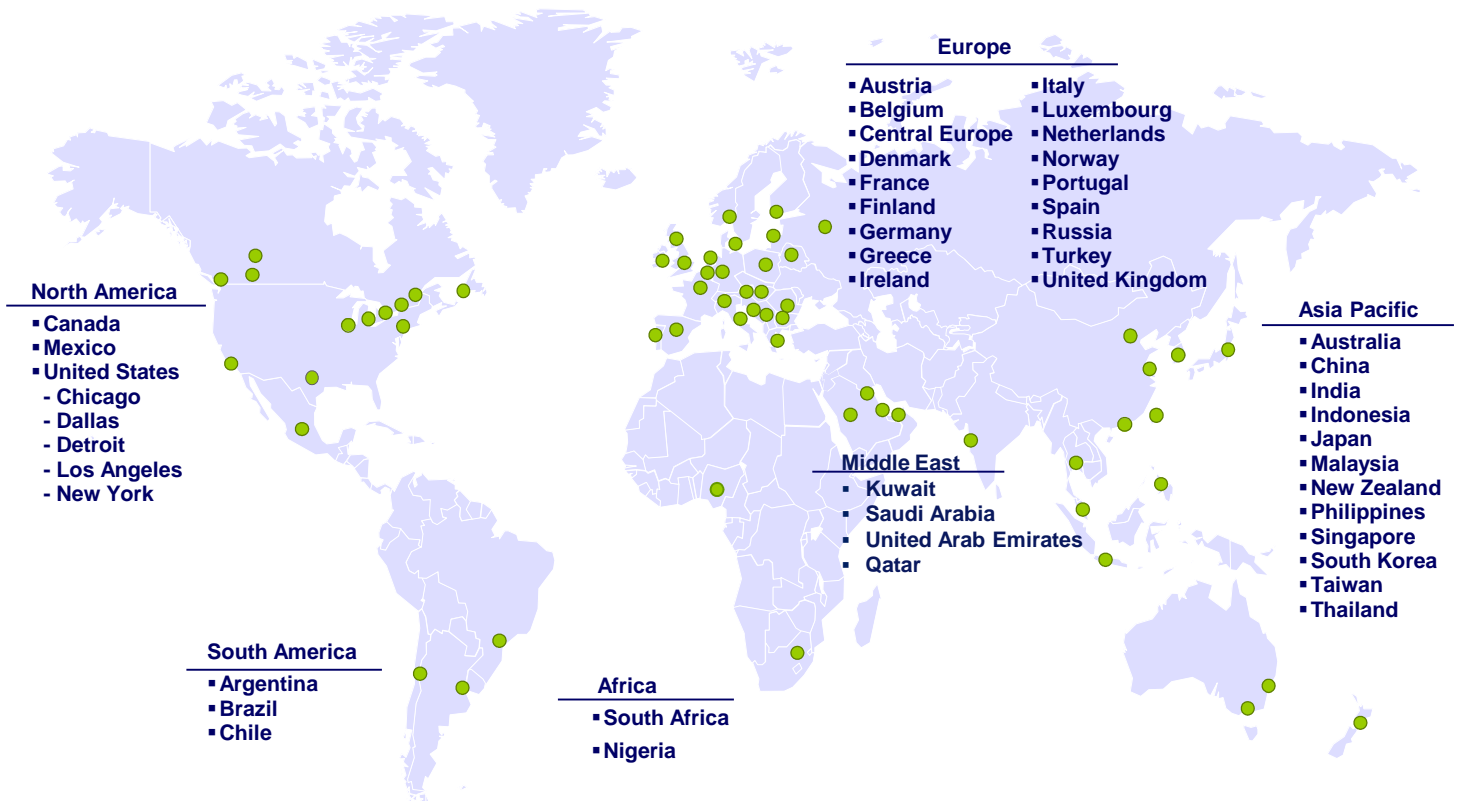 Europe
▪Austria
▪Belgium
▪Central Europe
▪Denmark
▪France
▪Finland
▪Germany
▪Greece
▪Ireland
▪Italy
▪Luxembourg
▪Netherlands
▪Norway
▪Portugal
▪Spain
▪Russia
▪Turkey
▪United Kingdom
North America
▪Canada
▪Mexico
▪United States
- Chicago
- Dallas
- Detroit
- Los Angeles
- New York
Asia Pacific
▪Australia
▪China
▪India
▪Indonesia
▪Japan
▪Malaysia
▪New Zealand
▪Philippines
▪Singapore
▪South Korea
▪Taiwan
▪Thailand
Middle East
▪ Kuwait
▪ Saudi Arabia
▪ United Arab Emirates
▪ Qatar
South America
▪Argentina
▪Brazil
▪Chile
Africa
▪South Africa
▪Nigeria